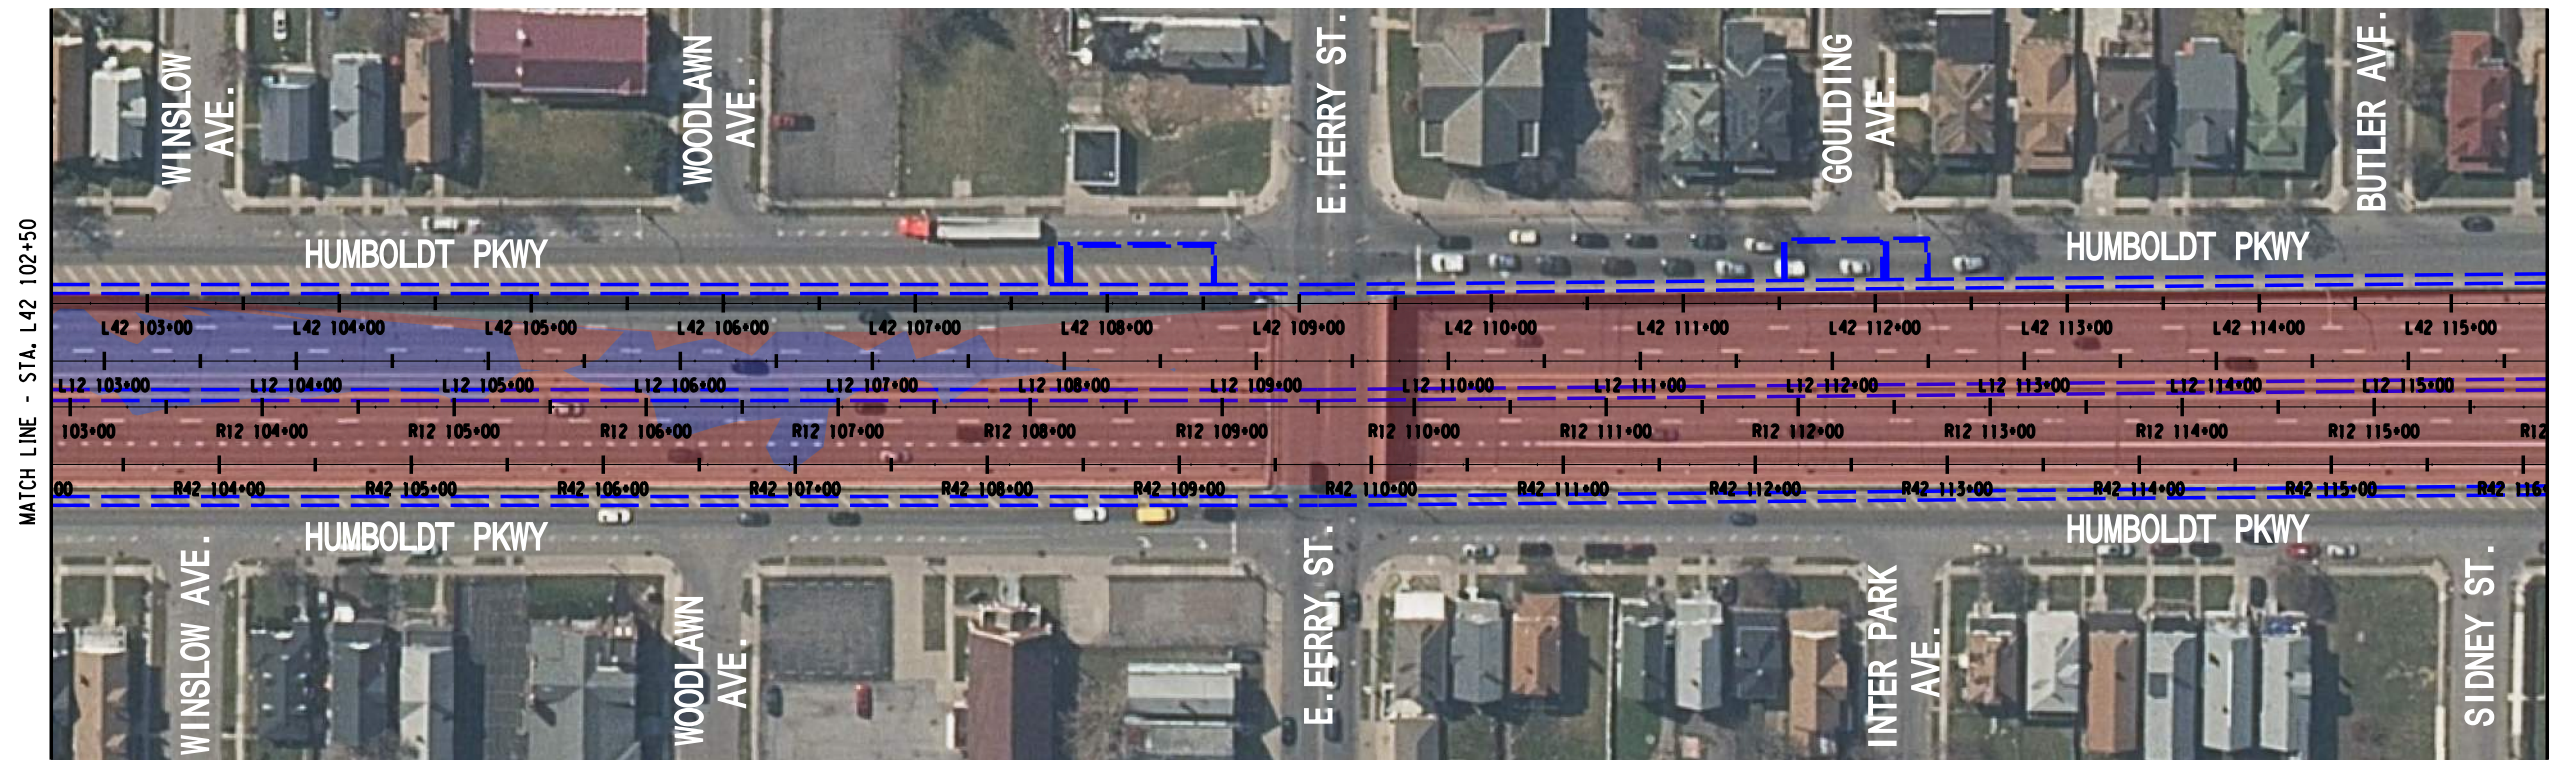 WINSLOW
AVE.
WOODLAWN
AVE.
E.FERRY ST.
GOULDING
AVE.
BUTLER AVE.
HUMBOLDT PKWY
HUMBOLDT PKWY
MATCH LINE - STA. L42 102+50
L42 103+00 L42 104+00 L42 105+00 L42 106+00 L42 107+00 L42 108+00 L42 109+00 L42 110+00 L42 111+00 L42 112+00 L42 113+00 L42 114+00 L42 115+00
L12 103+00 L12 104+00 L12 105+00 L12 106+00 L12 107+00 L12 108+00 L12 109+00 L12 110+00 L12 111+00 L12 112+00 L12 113+00 L12 114+00 L12 115+00
103+00 R12 104+00 R12 105+00 R12 106+00 R12 107+00 R12 108+00 R12 109+00 R12 110+00 R12 111+00 R12 112+00 R12 113+00 R12 114+00 R12 115+00 R12
00 R42 104+00 R42 105+00 R42 106+00 R42 107+00 R42 108+00 R42 109+00 R42 110+00 R42 111+00 R42 112+00 R42 113+00 R42 114+00 R42 115+00 R42 116+
HUMBOLDT PKWY
HUMBOLDT PKWY
WINSLOW AVE.
WOODLAWN
AVE.
E.FERRY ST.
INTER PARK
AVE.
SIDNEY ST.